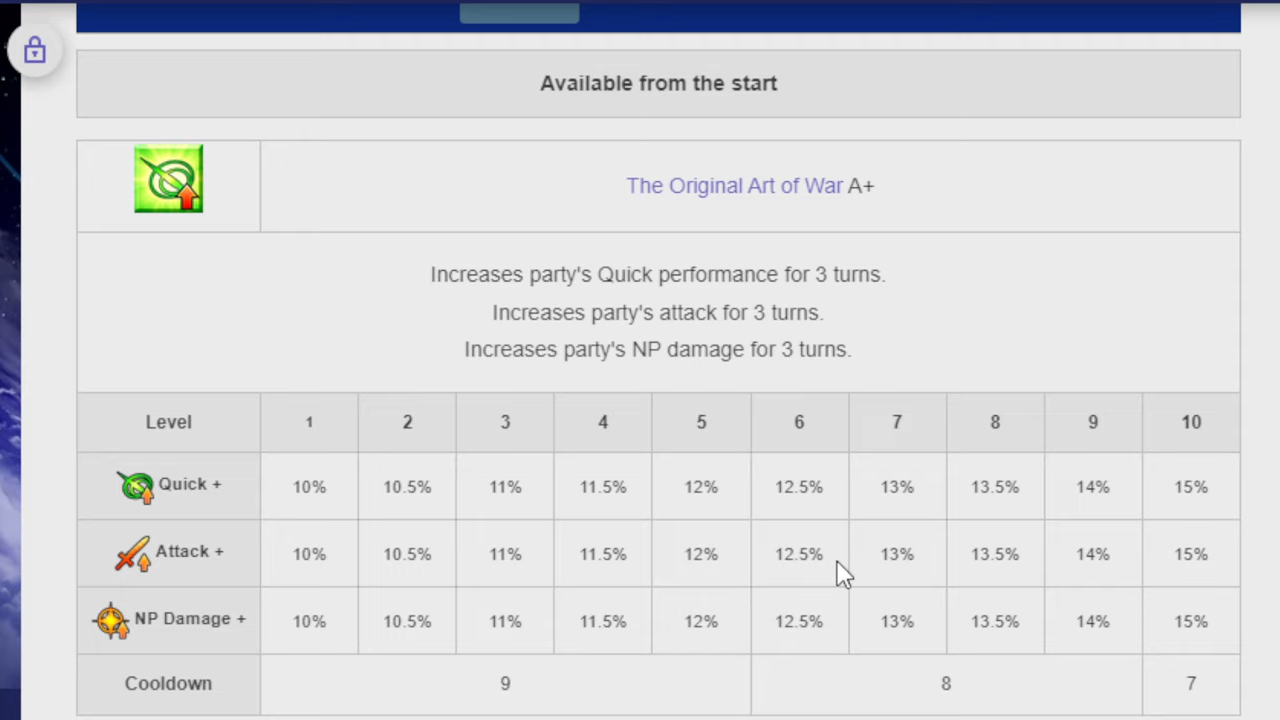 Available from the start
The Original Art of War A+
Increases party's Quick performance for 3 turns.
Increases party's attack for 3 turns.
Increases party's NP damage for 3 turns.
Level 1 2 3 4 5 6 7 8 9 10
Quick + 10% 10.5% 11% 11.5% 12% 12.5% 13% 13.5% 14% 15%
Attack + 10% 10.5% 11% 11.5% 12% 12.5% 13% 13.5% 14% 15%
NP Damage + 10% 10.5% 11% 11.5% 12% 12.5% 13% 13.5% 14% 15%
Cooldown 9 8 7